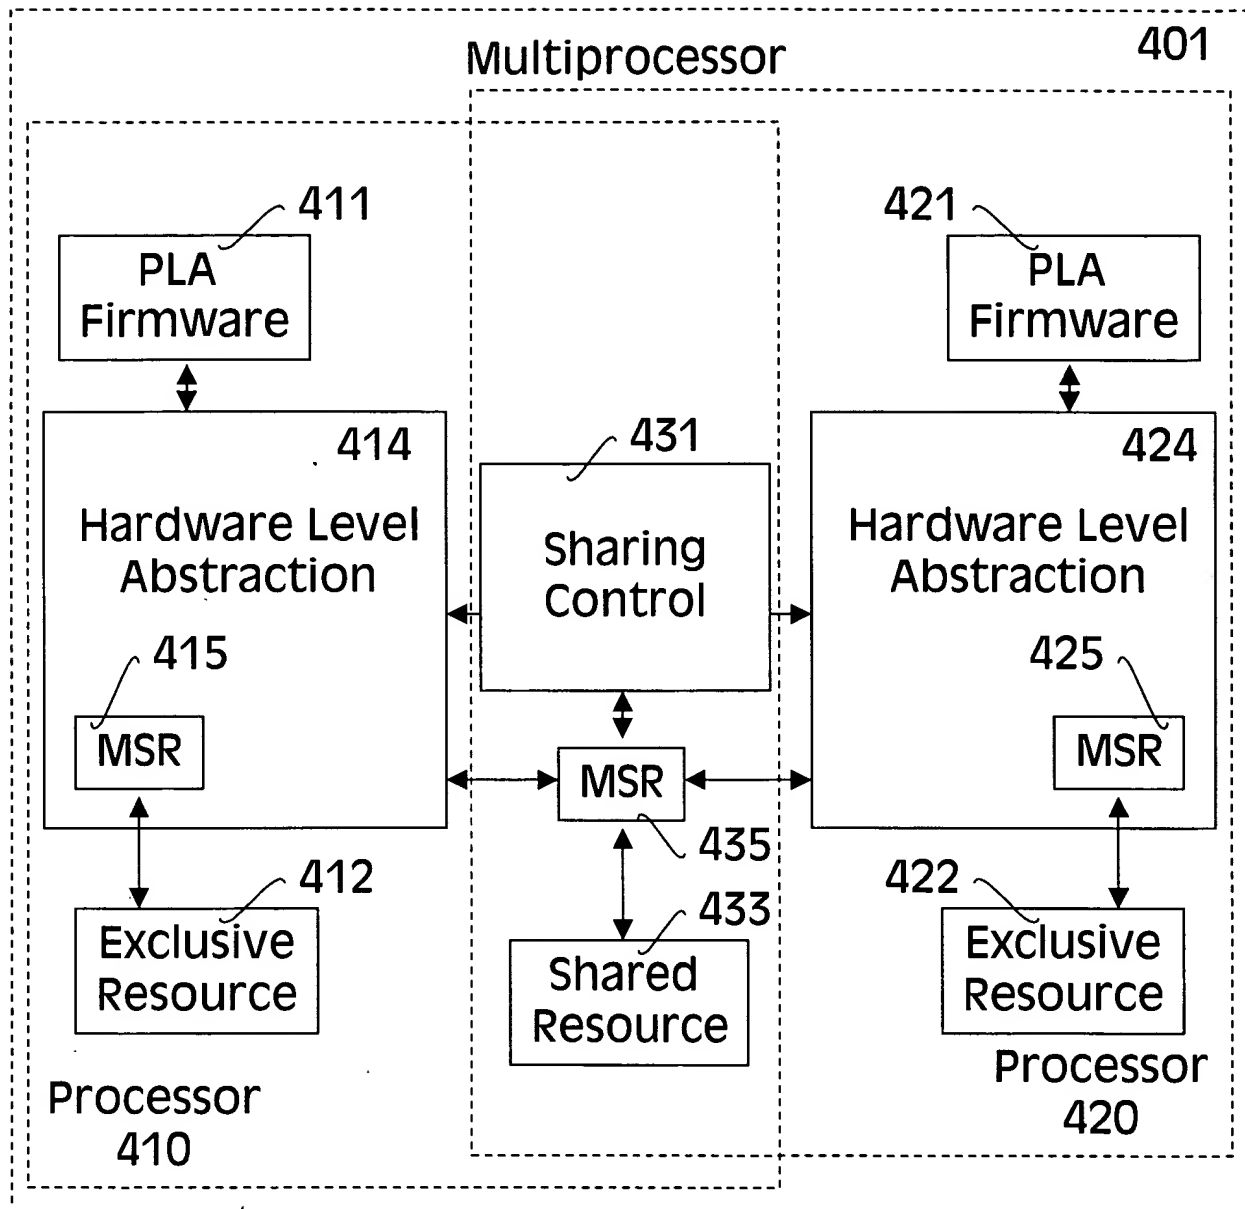 Multiprocessor
401
411
PLA
Firmware
421
PLA
Firmware
414
Hardware Level
Abstraction
431
Sharing
Control
424
Hardware Level
Abstraction
415
MSR
MSR
435
425
MSR
412
Exclusive
Resource
433
Shared
Resource
422
Exclusive
Resource
Processor
410
Processor
420